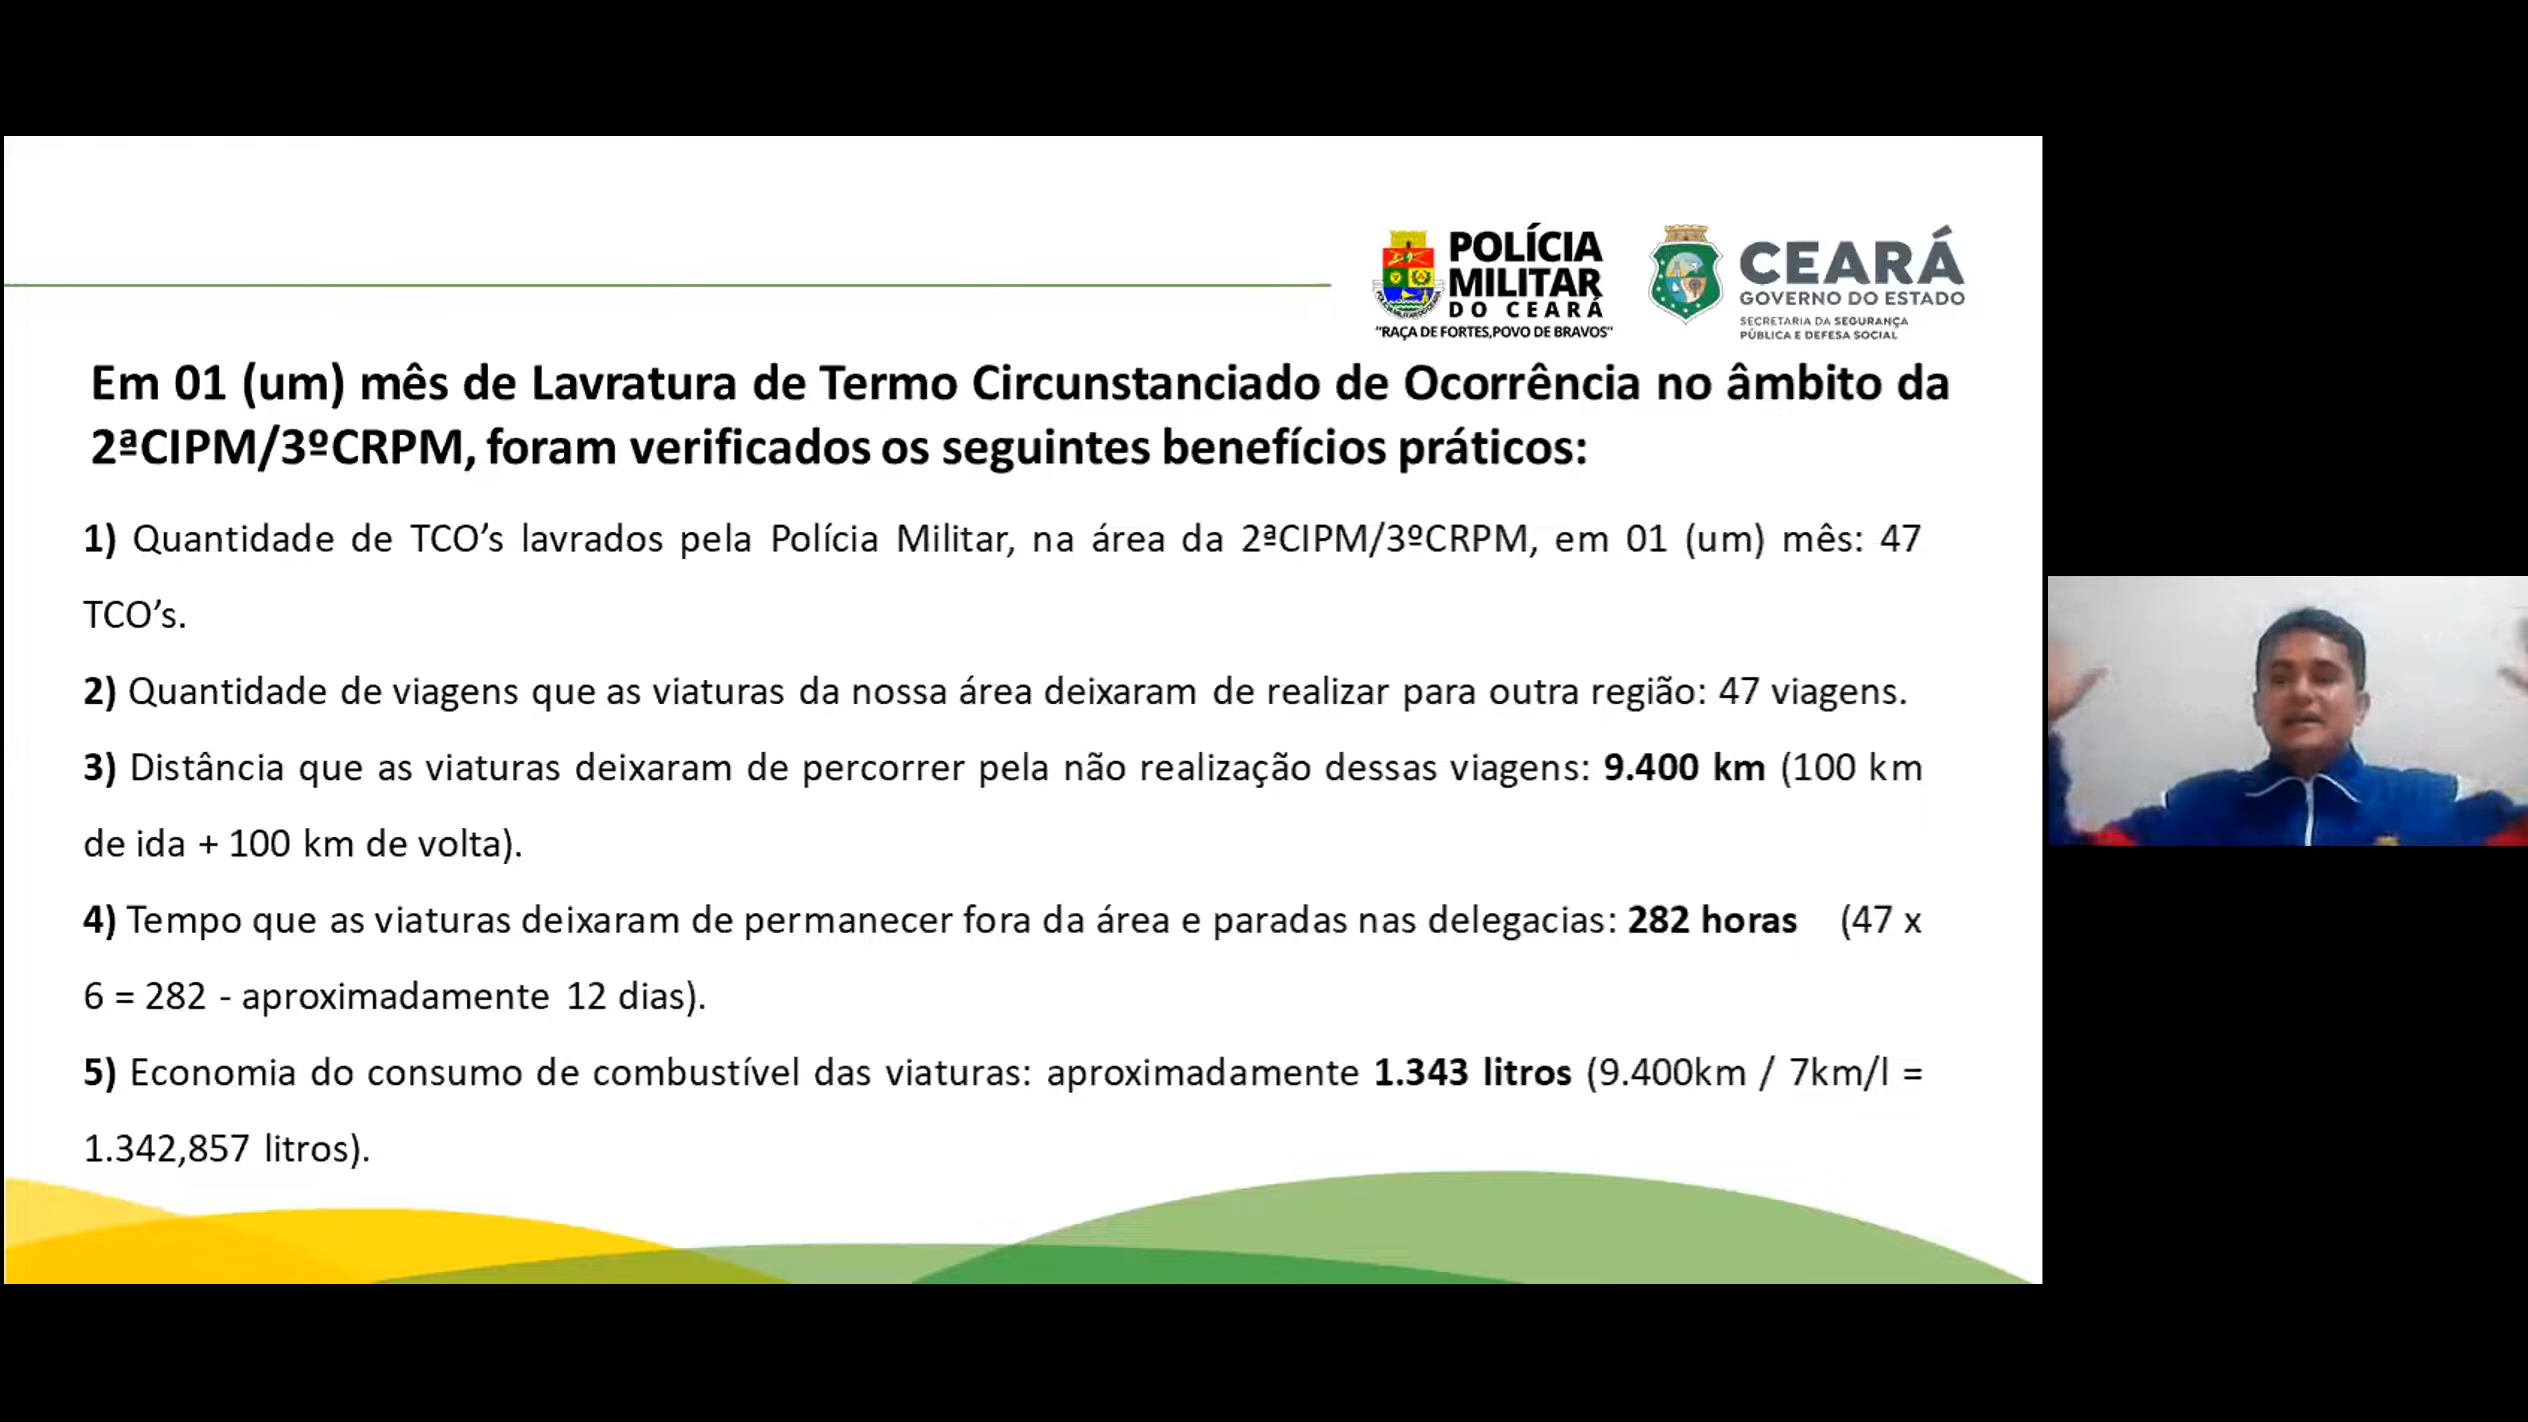 POLÍCIA
MILITAR
DO CEARÁ
"RAÇA DE FORTES,POVO DE BRAVOS"
CEARÁ
GOVERNO DO ESTADO
SECRETARIA DA SEGURANÇA
PÚBLICA E DEFESA SOCIAL
Em 01 (um) mês de Lavratura de Termo Circunstanciado de Ocorrência no âmbito da
2ªCIPM/3ºCRPM, foram verificados os seguintes benefícios práticos:
1) Quantidade de TCO’s lavrados pela Polícia Militar, na área da 2ªCIPM/3ºCRPM, em 01 (um) mês: 47
TCO’s.
2) Quantidade de viagens que as viaturas da nossa área deixaram de realizar para outra região: 47 viagens.
3) Distância que as viaturas deixaram de percorrer pela não realização dessas viagens: 9.400 km (100 km
de ida + 100 km de volta).
4) Tempo que as viaturas deixaram de permanecer fora da área e paradas nas delegacias: 282 horas (47 x
6 = 282 - aproximadamente 12 dias).
5) Economia do consumo de combustível das viaturas: aproximadamente 1.343 litros (9.400km / 7km/l =
1.342,857 litros).